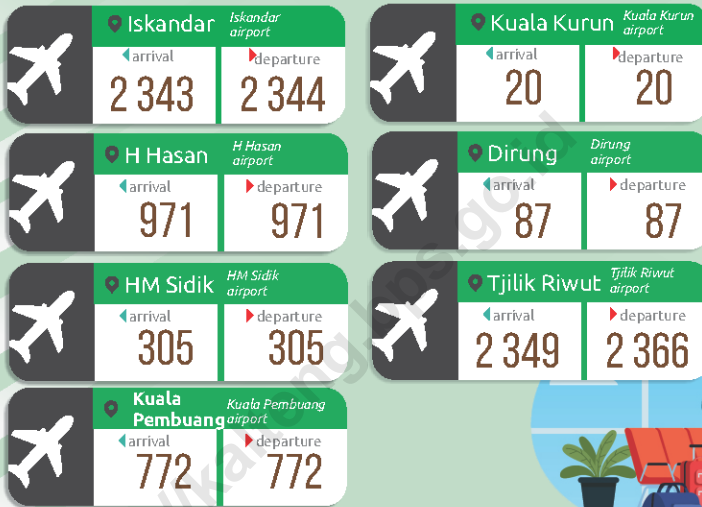 Iskandar Iskandar airport
arrival departure
2 343 2 344
H Hasan H Hasan airport
arrival departure
971 971
HM Sidik HM Sidik airport
arrival departure
305 305
Kuala Pembuang Kuala Pembuang airport
arrival departure
772 772
Kuala Kurun Kuala Kurun airport
arrival departure
20 20
Dirung Dirung airport
arrival departure
87 87
Tjilik Riwut Tjilik Riwut airport
arrival departure
2 349 2 366